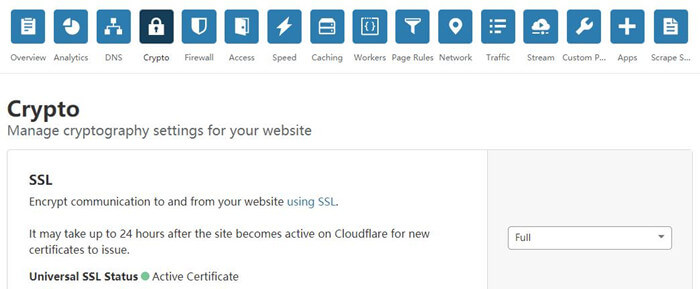 Overview Analytics DNS Crypto Firewall Access Speed Caching Workers Page Rules Network Traffic Stream Custom P... Apps Scrape S...
Crypto
Manage cryptography settings for your website
SSL
Encrypt communication to and from your website using SSL.
It may take up to 24 hours after the site becomes active on Cloudflare for new
certificates to issue.
Full
Universal SSL Status Active Certificate